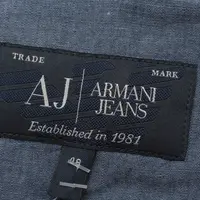 TRADE MARK
AJ ARMANI
JEANS
Established in 1981
48